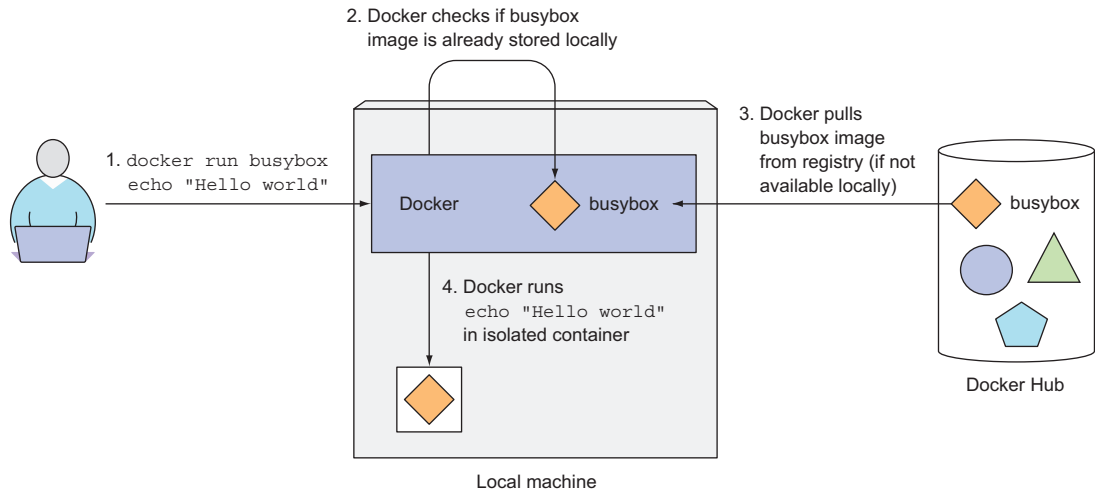 2. Docker checks if busybox
image is already stored locally
1. docker run busybox
echo "Hello world"
Docker
busybox
3. Docker pulls
busybox image
from registry (if not
available locally)
busybox
4. Docker runs
echo "Hello world"
in isolated container
Docker Hub
Local machine